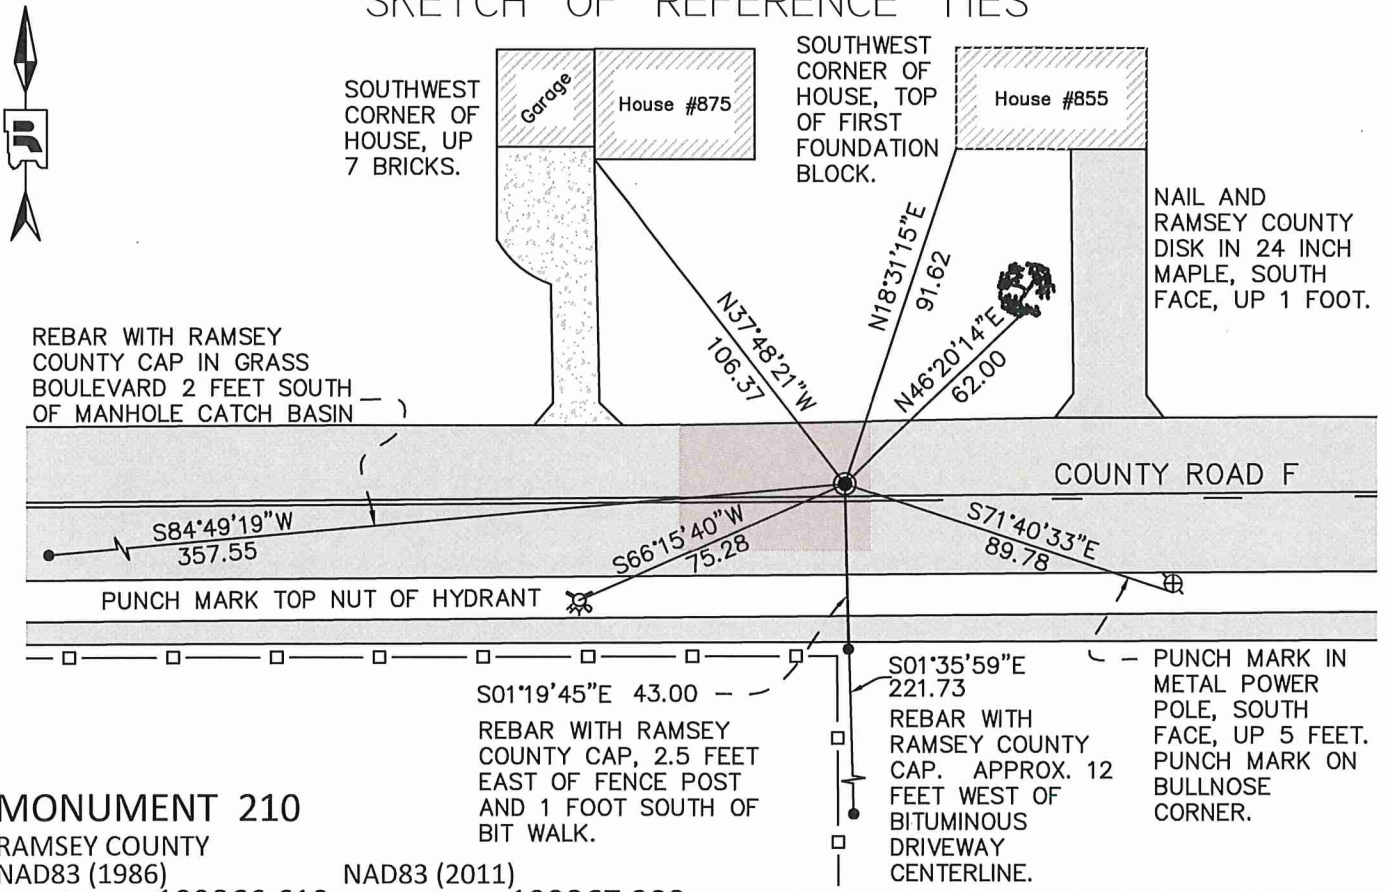 SKETCH OF REFERENCE TIES
SOUTHWEST
CORNER OF
HOUSE, UP
7 BRICKS.
Garage
House #875
SOUTHWEST
CORNER OF
HOUSE, TOP
OF FIRST
FOUNDATION
BLOCK.
House #855
NAIL AND
RAMSEY COUNTY
DISK IN 24 INCH
MAPLE, SOUTH
FACE, UP 1 FOOT.
R
REBAR WITH RAMSEY
COUNTY CAP IN GRASS
BOULEVARD 2 FEET SOUTH
OF MANHOLE CATCH BASIN
N37°48'21"W
106.37
N18°31'15"E
91.62
N46°20'14"E
62.00
COUNTY ROAD F
S84°49'19"W
357.55
S66°15'40"W
75.28
S71°40'33"E
89.78
PUNCH MARK TOP NUT OF HYDRANT
S01°19'45"E 43.00
REBAR WITH RAMSEY
COUNTY CAP, 2.5 FEET
EAST OF FENCE POST
AND 1 FOOT SOUTH OF
BIT WALK.
S01°35'59"E
221.73
REBAR WITH
RAMSEY COUNTY
CAP. APPROX. 12
FEET WEST OF
BITUMINOUS
DRIVEWAY
CENTERLINE.
PUNCH MARK IN
METAL POWER
POLE, SOUTH
FACE, UP 5 FEET.
PUNCH MARK ON
BULLNOSE
CORNER.
MONUMENT 210
RAMSEY COUNTY
NAD83 (1986) NAD83 (2011)